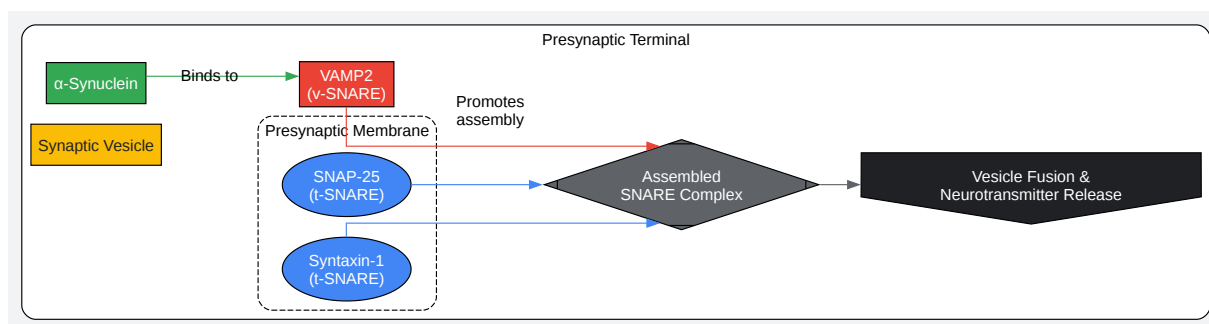 Presynaptic Terminal
α-Synuclein
Binds to
VAMP2
(v-SNARE)
Promotes
assembly
Synaptic Vesicle
Presynaptic Membrane
SNAP-25
(t-SNARE)
Assembled
SNARE Complex
Vesicle Fusion &
Neurotransmitter Release
Syntaxin-1
(t-SNARE)